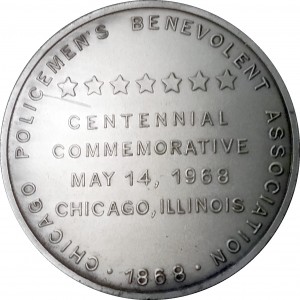 CHICAGO POLICEMEN'S BENEVOLENT ASSOCIATION
CENTENNIAL
COMMEMORATIVE
MAY 14, 1968
CHICAGO, ILLINOIS
· 1868 ·